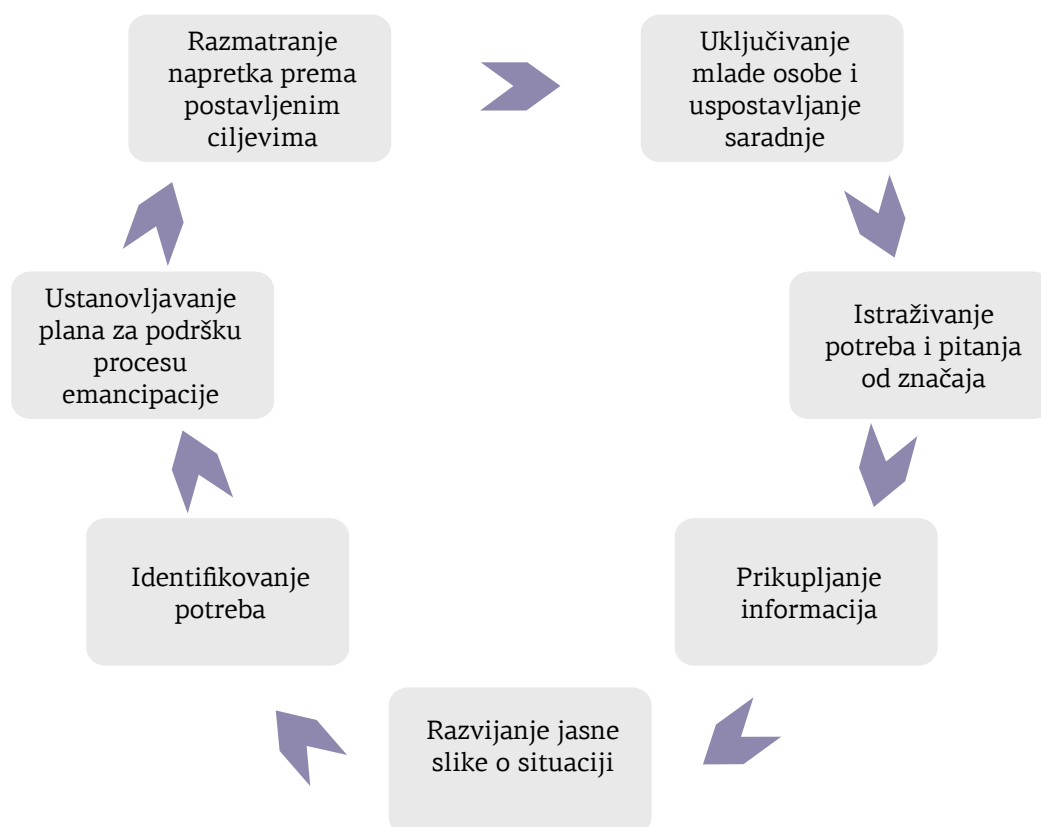 Razmatranje
napretka prema
postavljenim
ciljevima
Uključivanje
mlade osobe i
uspostavljanje
saradnje
Istraživanje
potreba i pitanja
od značaja
Prikupljanje
informacija
Razvijanje jasne
slike o situaciji
Identifikovanje
potreba
Ustanovljavanje
plana za podršku
procesu
emancipacije